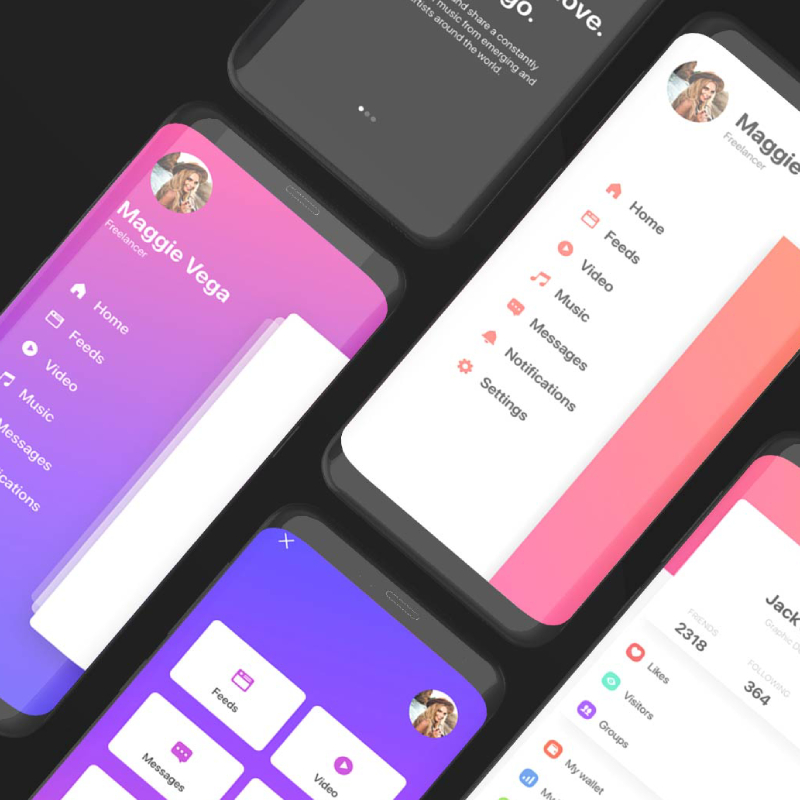 ove.
go.
and share a constantly
music from emerging and
artists around the world.
Maggie
Freelancer
Home
Feeds
Video
Music
Messages
Notifications
Settings
Maggie Vega
Freelancer
Home
Feeds
Video
Music
Messages
ications
Feeds
Video
Messages
Jack
Graphic D
FRIENDS
2318
FOLLOWING
364
Likes
Visitors
Groups
My wallet
My